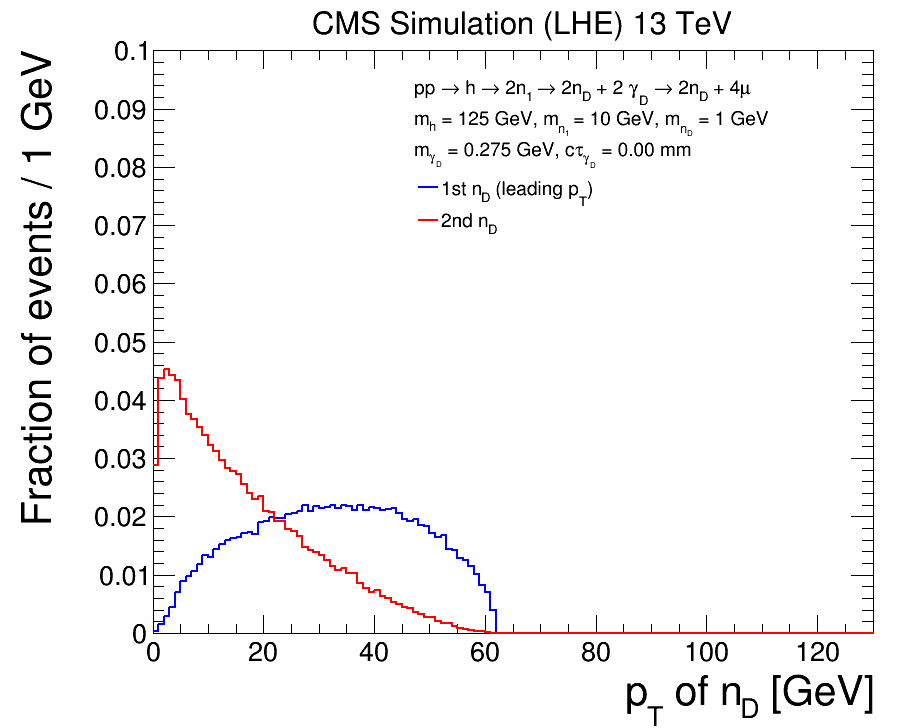 CMS Simulation (LHE) 13 TeV
Fraction of events / 1 GeV
0.1
0.09
0.08
0.07
0.06
0.05
0.04
0.03
0.02
0.01
0
pp → h → 2n₁ → 2n_D + 2 γ_D → 2n_D + 4μ
m_h = 125 GeV, m_n₁ = 10 GeV, m_n_D = 1 GeV
m_γ_D = 0.275 GeV, cτ_γ_D = 0.00 mm
1st n_D (leading p_T)
2nd n_D
0 20 40 60 80 100 120
p_T of n_D [GeV]